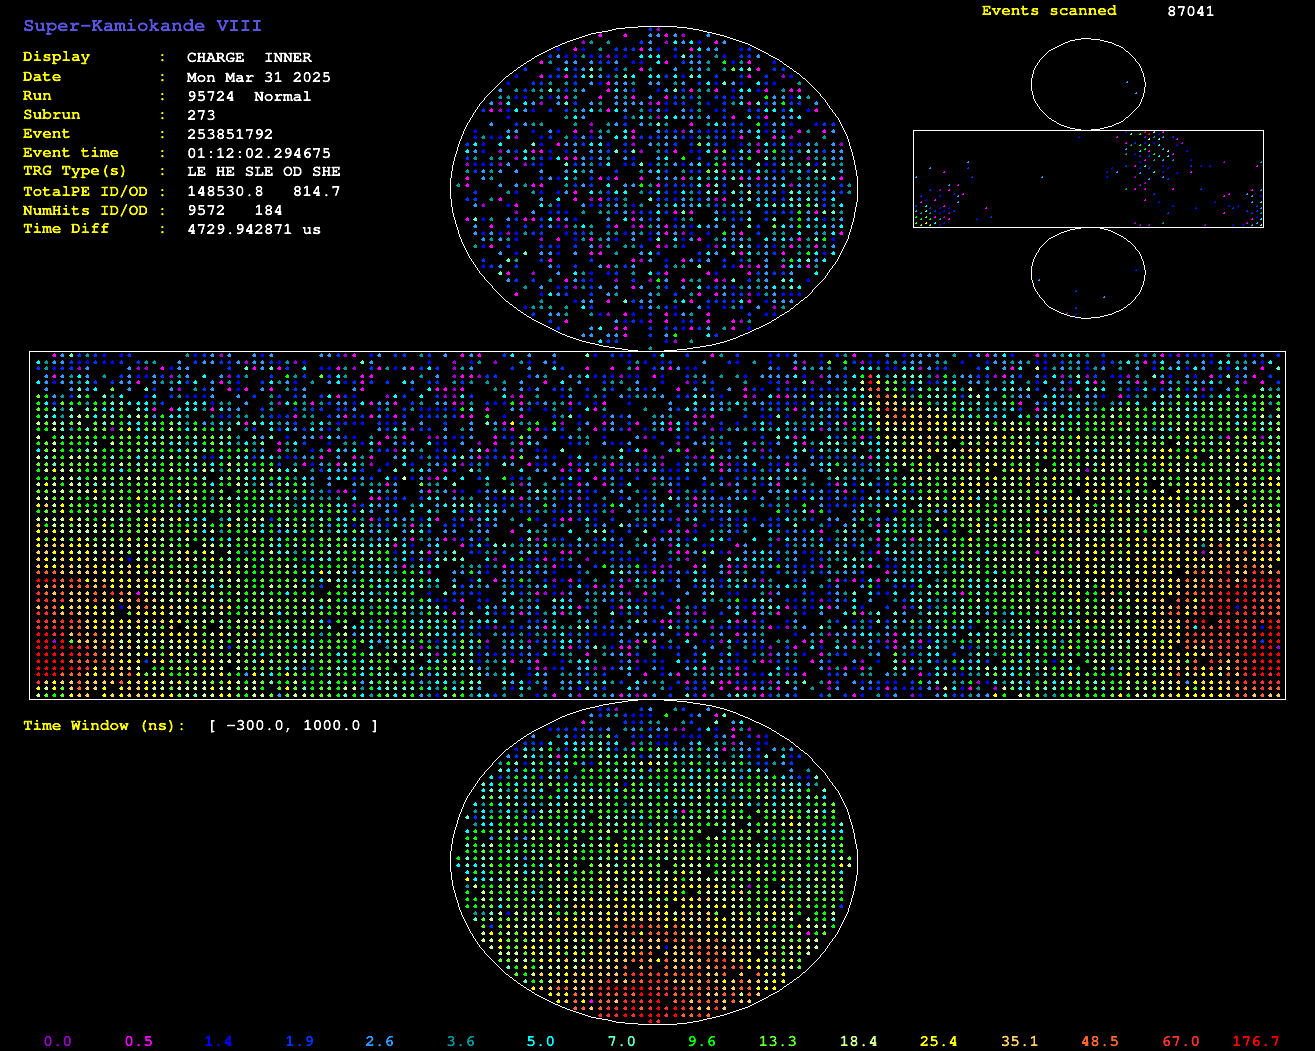 Super-Kamiokande VIII
Events scanned 87041
Display : CHARGE INNER
Date : Mon Mar 31 2025
Run : 95724 Normal
Subrun : 273
Event : 253851792
Event time : 01:12:02.294675
TRG Type(s) : LE HE SLE OD SHE
TotalPE ID/OD : 148530.8 814.7
NumHits ID/OD : 9572 184
Time Diff : 4729.942871 us
Time Window (ns): [ -300.0, 1000.0 ]
0.0 0.5 1.4 1.9 2.6 3.6 5.0 7.0 9.6 13.3 18.4 25.4 35.1 48.5 67.0 176.7